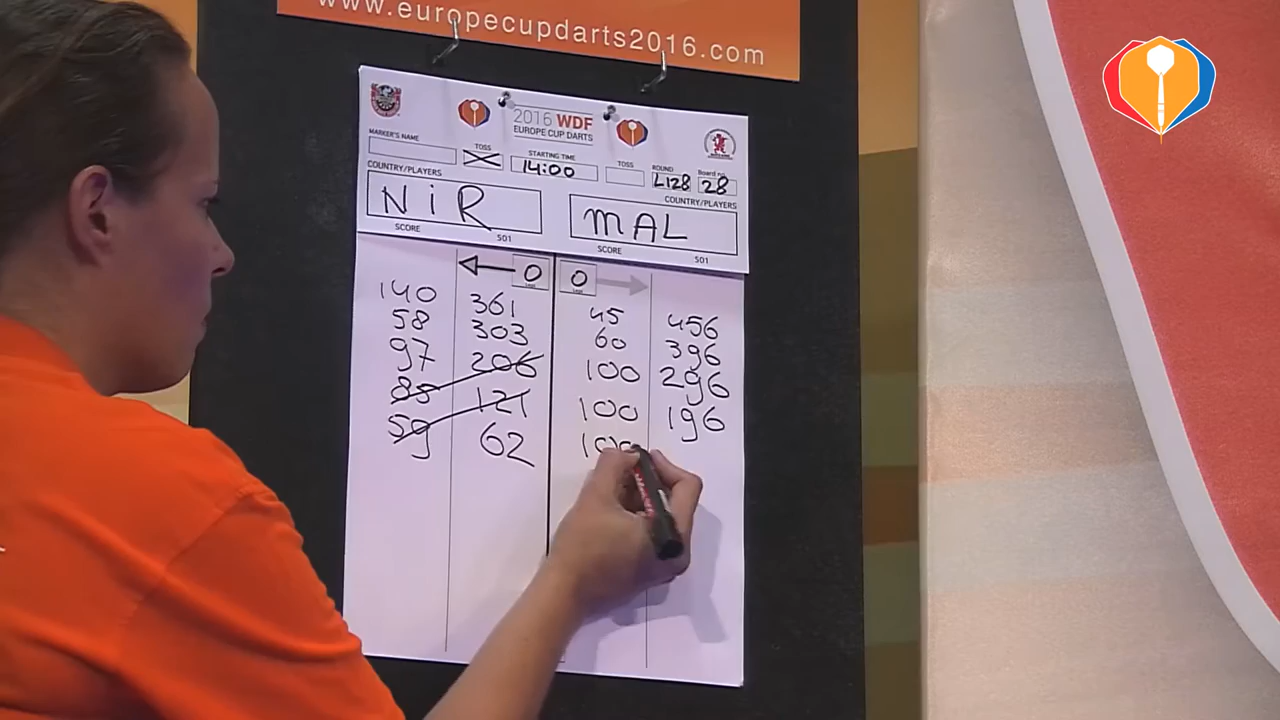 www.europecupdarts2016.com
2016 WDF
EUROPE CUP DARTS
MARKER'S NAME
TOSS
STARTING TIME
TOSS
ROUND
Board no.
14:00
L128
28
COUNTRY/PLAYERS
COUNTRY/PLAYERS
NiR
MAL
SCORE
501
SCORE
501
0
0
140 361 45 456
58 303 60 396
97 206 100 296
85 121 100 196
59 62 100